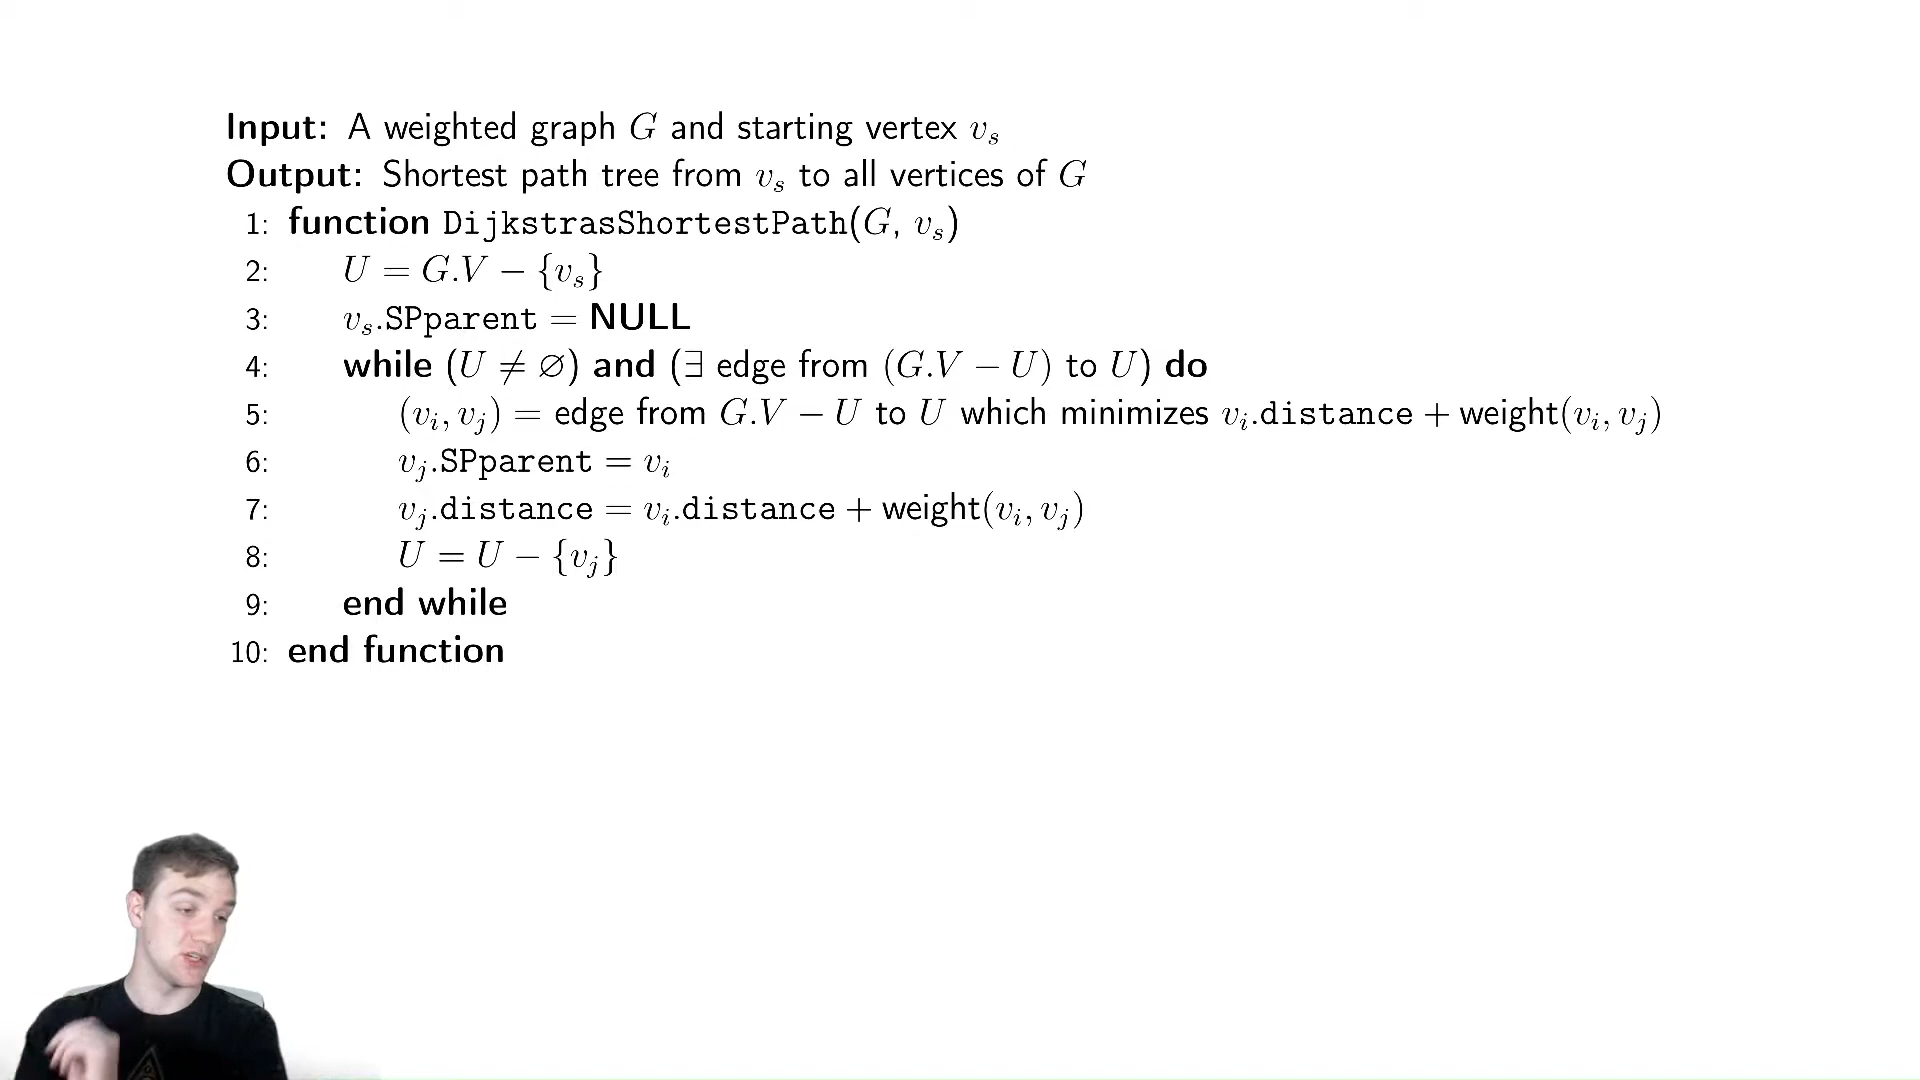 Input: A weighted graph G and starting vertex v_s
Output: Shortest path tree from v_s to all vertices of G
1: function DijkstrasShortestPath(G, v_s)
2: U = G.V − {v_s}
3: v_s.SPparent = NULL
4: while (U ≠ ∅) and (∃ edge from (G.V − U) to U) do
5: (v_i, v_j) = edge from G.V − U to U which minimizes v_i.distance + weight(v_i, v_j)
6: v_j.SPparent = v_i
7: v_j.distance = v_i.distance + weight(v_i, v_j)
8: U = U − {v_j}
9: end while
10: end function